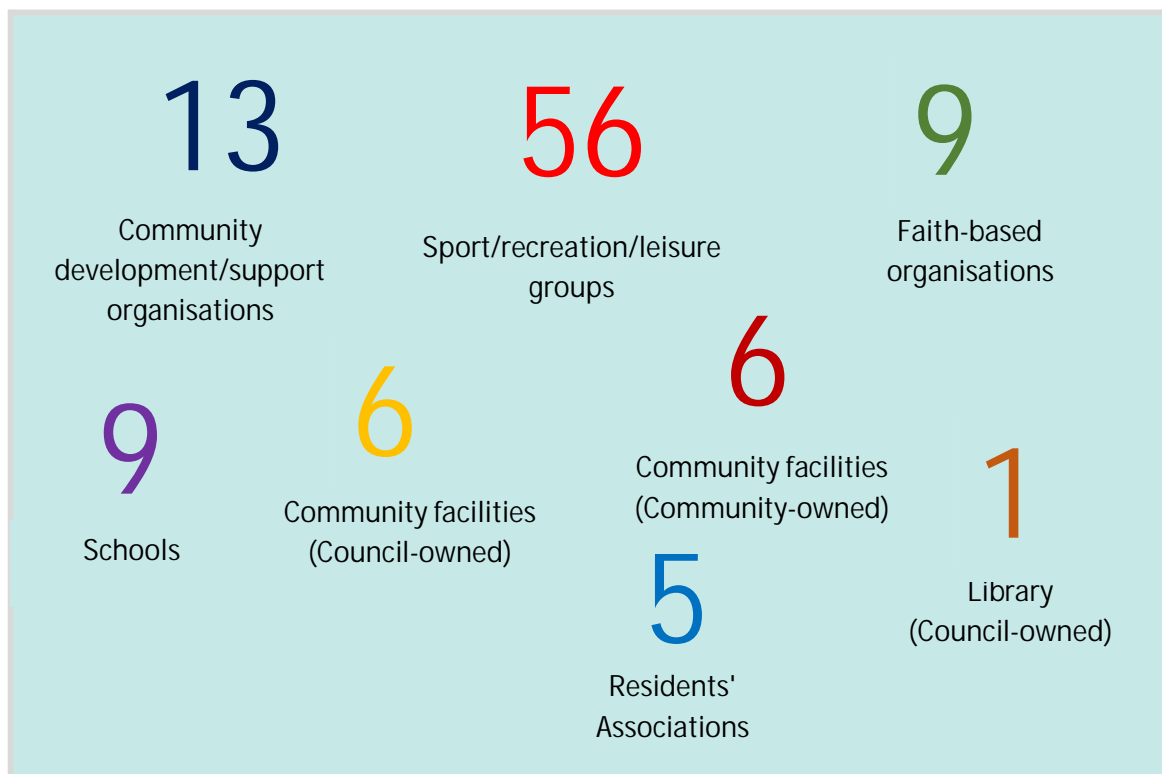 13
Community
development/support
organisations
56
Sport/recreation/leisure
groups
9
Faith-based
organisations
9
Schools
6
Community facilities
(Council-owned)
6
Community facilities
(Community-owned)
1
Library
(Council-owned)
5
Residents'
Associations